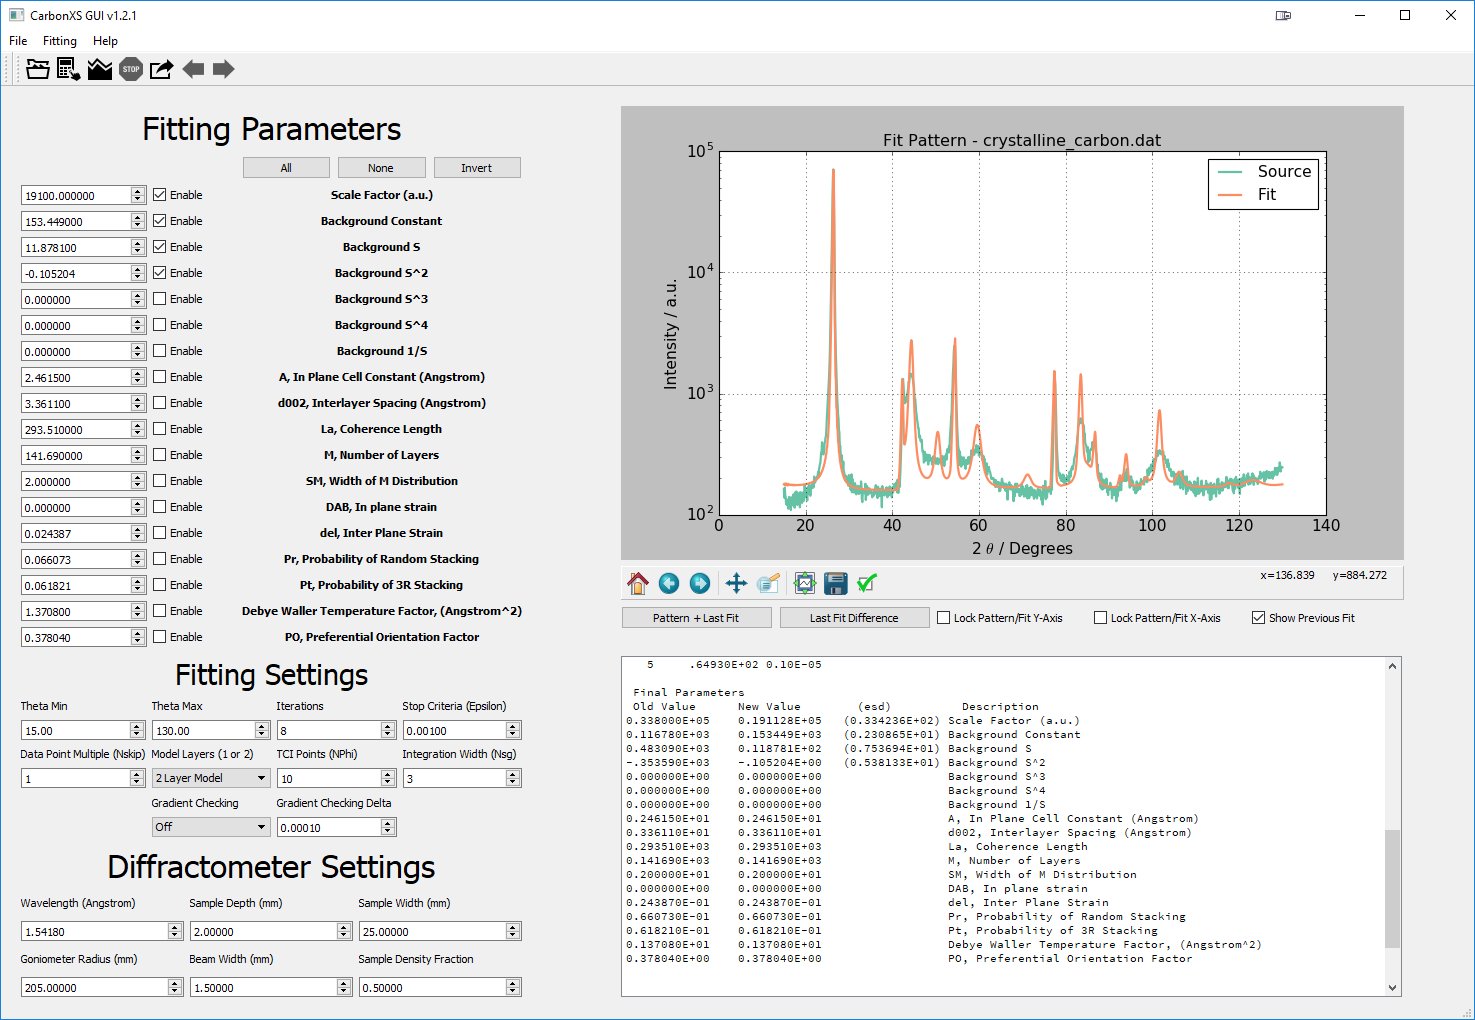 CarbonXS GUI v1.2.1
File Fitting Help
STOP
Fitting Parameters
All None Invert
19100.000000 Enable Scale Factor (a.u.)
153.449000 Enable Background Constant
11.878100 Enable Background S
-0.105204 Enable Background S^2
0.000000 Enable Background S^3
0.000000 Enable Background S^4
0.000000 Enable Background 1/S
2.461500 Enable A, In Plane Cell Constant (Angstrom)
3.361100 Enable d002, Interlayer Spacing (Angstrom)
293.510000 Enable La, Coherence Length
141.690000 Enable M, Number of Layers
2.000000 Enable SM, Width of M Distribution
0.000000 Enable DAB, In plane strain
0.024387 Enable del, Inter Plane Strain
0.066073 Enable Pr, Probability of Random Stacking
0.061821 Enable Pt, Probability of 3R Stacking
1.370800 Enable Debye Waller Temperature Factor, (Angstrom^2)
0.378040 Enable PO, Preferential Orientation Factor
Fitting Settings
Theta Min Theta Max Iterations Stop Criteria (Epsilon)
15.00 130.00 8 0.00100
Data Point Multiple (Nskip) Model Layers (1 or 2) TCI Points (NPhi) Integration Width (Nsg)
1 2 Layer Model 10 3
Gradient Checking Gradient Checking Delta
Off 0.00010
Diffractometer Settings
Wavelength (Angstrom) Sample Depth (mm) Sample Width (mm)
1.54180 2.00000 25.00000
Goniometer Radius (mm) Beam Width (mm) Sample Density Fraction
205.00000 1.50000 0.50000
Fit Pattern - crystalline_carbon.dat
10^5
10^4
10^3
10^2
Intensity / a.u.
Source
Fit
0 20 40 60 80 100 120 140
2 θ / Degrees
x=136.839 y=884.272
Pattern + Last Fit Last Fit Difference Lock Pattern/Fit Y-Axis Lock Pattern/Fit X-Axis Show Previous Fit
5 .64930E+02 0.10E-05
Final Parameters
Old Value New Value (esd) Description
0.338000E+05 0.191128E+05 (0.334236E+02) Scale Factor (a.u.)
0.116780E+03 0.153449E+03 (0.230865E+01) Background Constant
0.483090E+03 0.118781E+02 (0.753694E+01) Background S
-.353590E+03 -.105204E+00 (0.538133E+01) Background S^2
0.000000E+00 0.000000E+00 Background S^3
0.000000E+00 0.000000E+00 Background S^4
0.000000E+00 0.000000E+00 Background 1/S
0.246150E+01 0.246150E+01 A, In Plane Cell Constant (Angstrom)
0.336110E+01 0.336110E+01 d002, Interlayer Spacing (Angstrom)
0.293510E+03 0.293510E+03 La, Coherence Length
0.141690E+03 0.141690E+03 M, Number of Layers
0.200000E+01 0.200000E+01 SM, Width of M Distribution
0.000000E+00 0.000000E+00 DAB, In plane strain
0.243870E-01 0.243870E-01 del, Inter Plane Strain
0.660730E-01 0.660730E-01 Pr, Probability of Random Stacking
0.618210E-01 0.618210E-01 Pt, Probability of 3R Stacking
0.137080E+01 0.137080E+01 Debye Waller Temperature Factor, (Angstrom^2)
0.378040E+00 0.378040E+00 PO, Preferential Orientation Factor